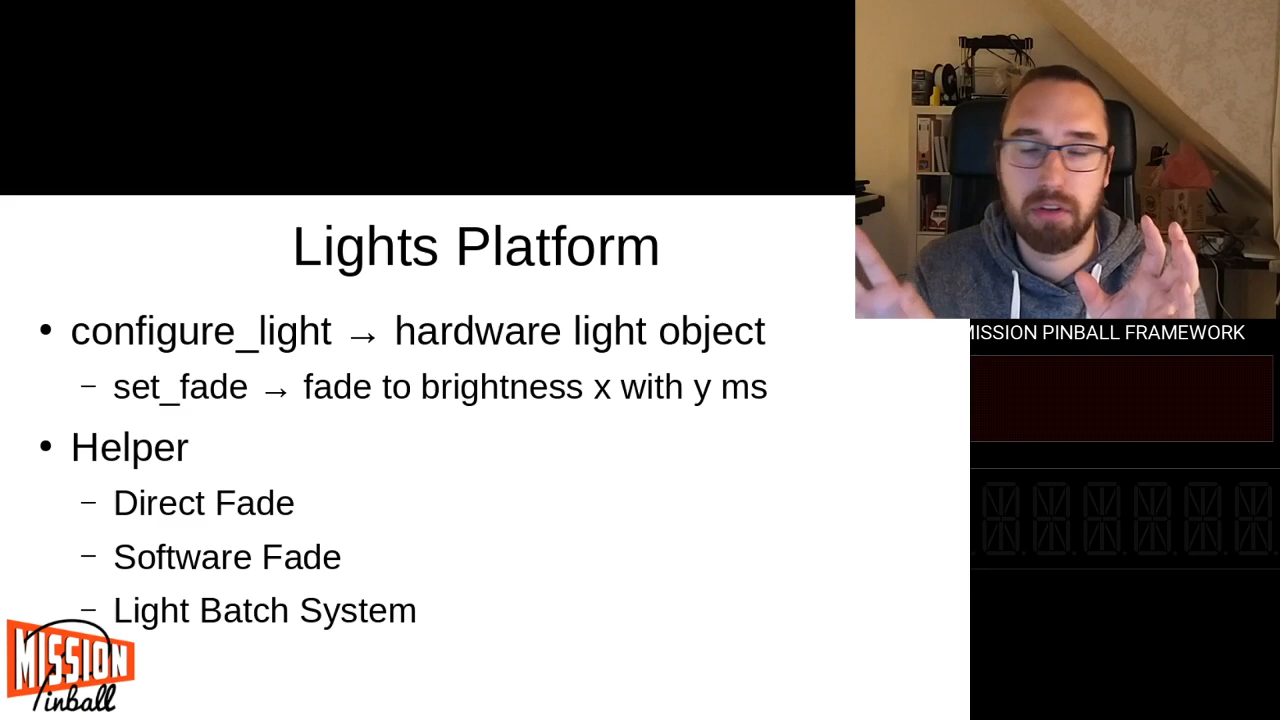 Lights Platform
• configure_light → hardware light object
– set_fade → fade to brightness x with y ms
• Helper
– Direct Fade
– Software Fade
– Light Batch System
MISSION
Pinball
MISSION PINBALL FRAMEWORK